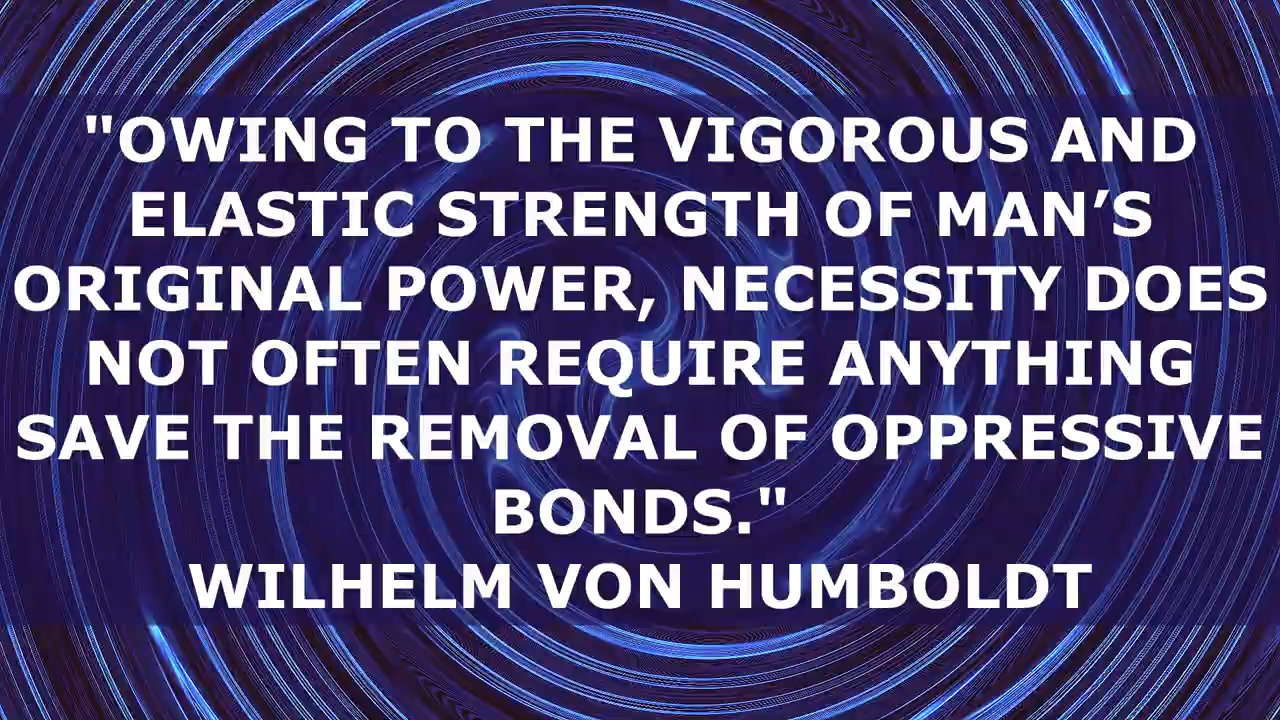 "OWING TO THE VIGOROUS AND
ELASTIC STRENGTH OF MAN’S
ORIGINAL POWER, NECESSITY DOES
NOT OFTEN REQUIRE ANYTHING
SAVE THE REMOVAL OF OPPRESSIVE
BONDS."
WILHELM VON HUMBOLDT